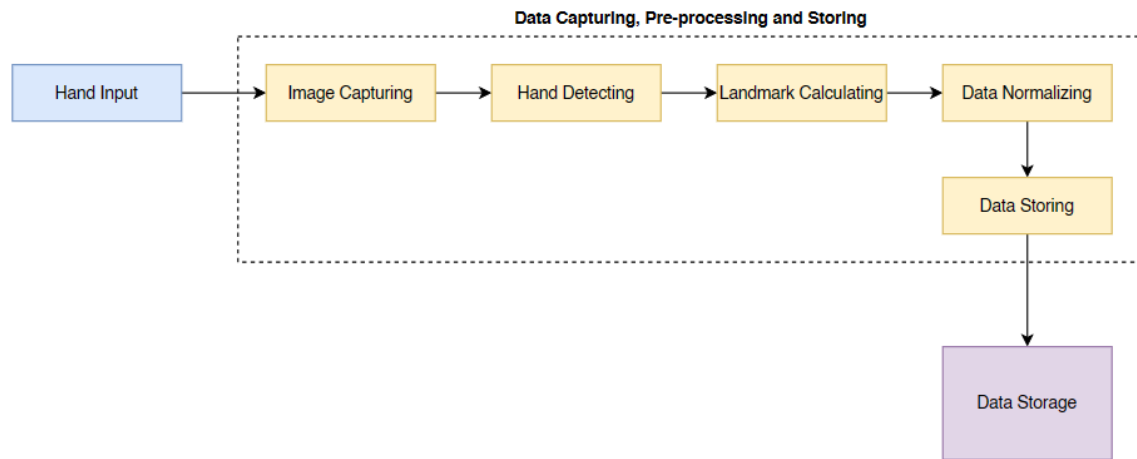 Data Capturing, Pre-processing and Storing
Hand Input
Image Capturing
Hand Detecting
Landmark Calculating
Data Normalizing
Data Storing
Data Storage